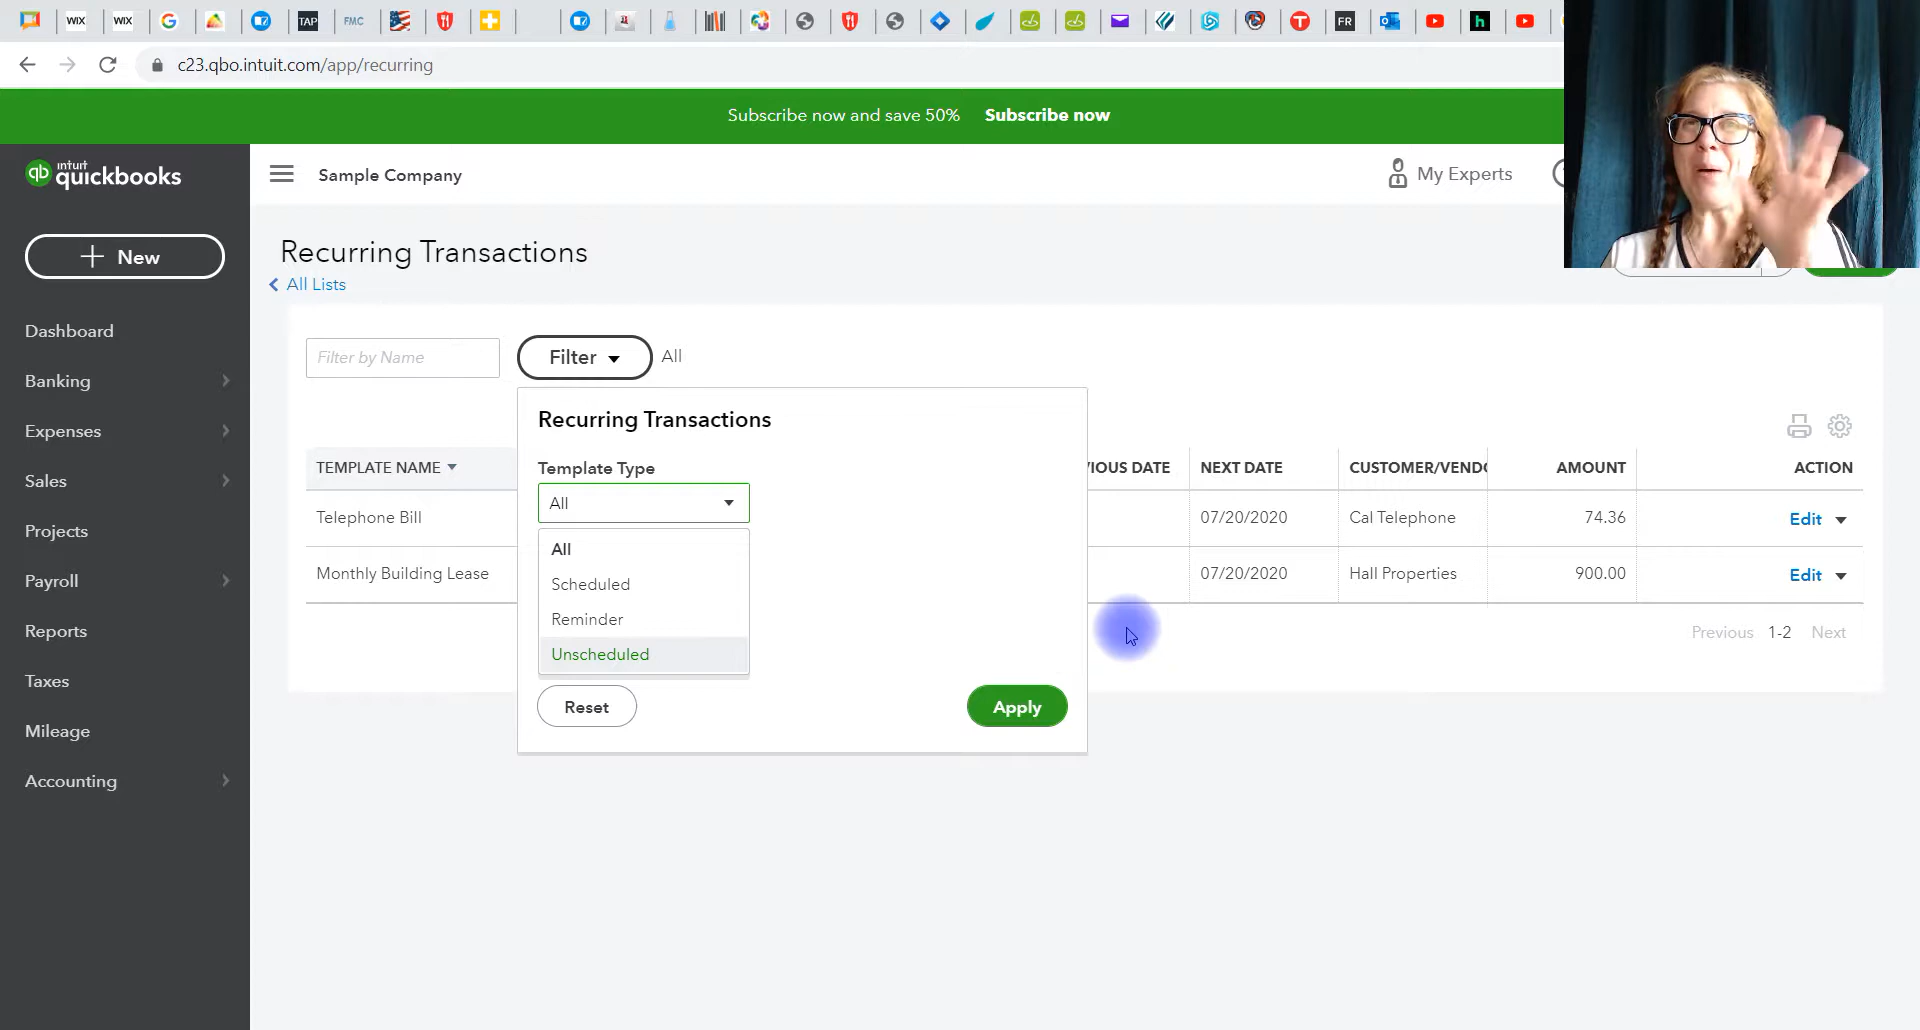 WIX
WIX
TAP
FMC
FR
h
c23.qbo.intuit.com/app/recurring
Subscribe now and save 50% Subscribe now
qb intuit quickbooks
Sample Company
My Experts
+ New
Recurring Transactions
< All Lists
Dashboard
Banking
Expenses
Sales
Projects
Payroll
Reports
Taxes
Mileage
Accounting
Filter by Name
Filter
All
Recurring Transactions
Template Type
All
All
Scheduled
Reminder
Unscheduled
Reset
Apply
TEMPLATE NAME IOUS DATE NEXT DATE CUSTOMER/VEND AMOUNT ACTION
Telephone Bill 07/20/2020 Cal Telephone 74.36 Edit
Monthly Building Lease 07/20/2020 Hall Properties 900.00 Edit
Previous 1-2 Next